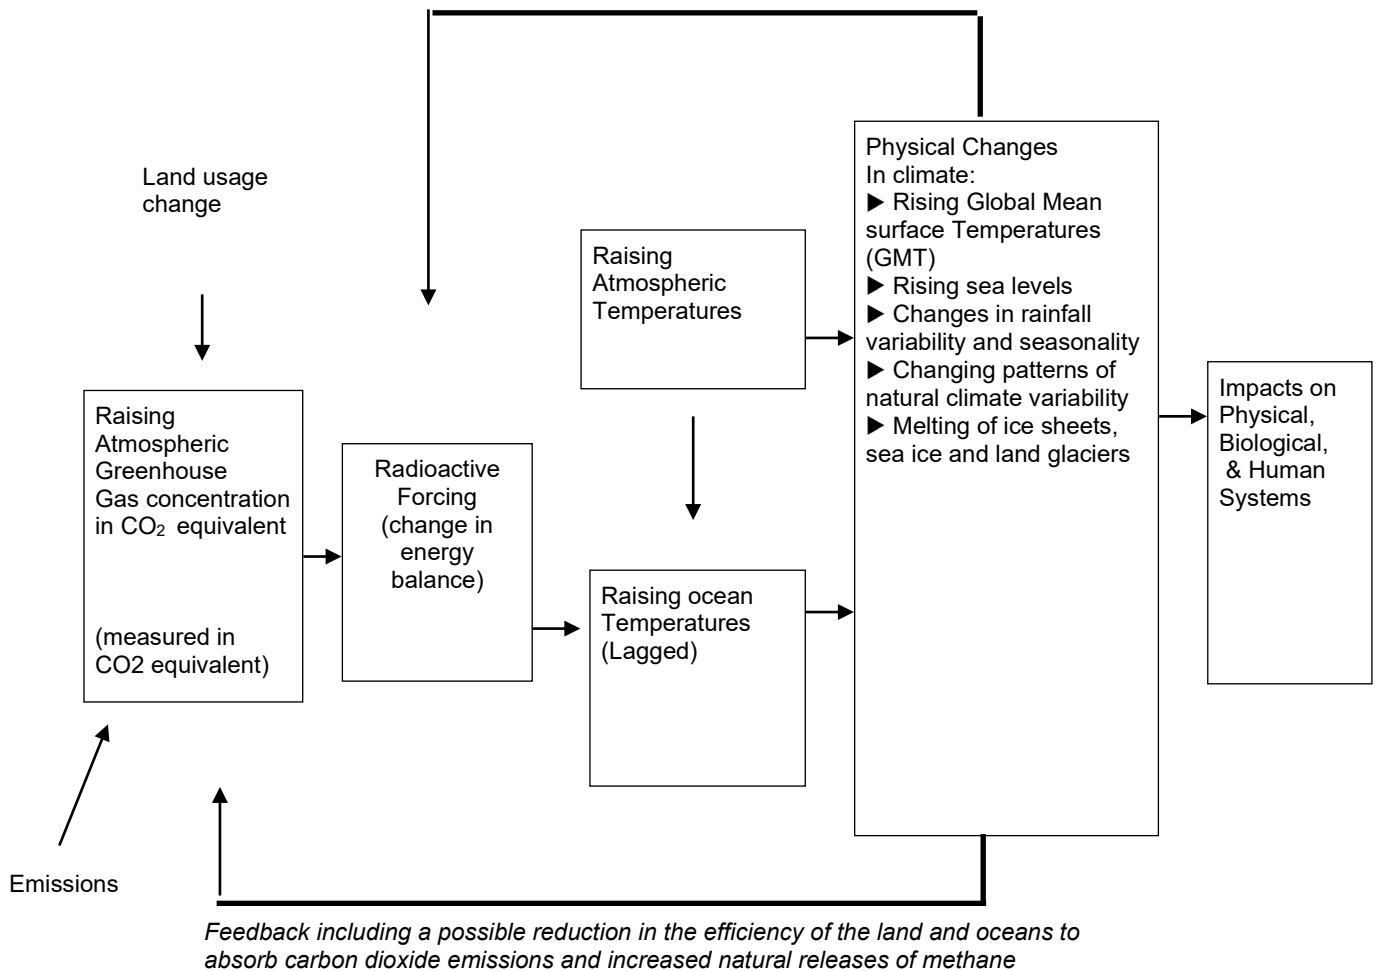 Land usage
change
Raising
Atmospheric
Greenhouse
Gas concentration
in CO₂ equivalent
(measured in
CO2 equivalent)
Emissions
Radioactive
Forcing
(change in
energy
balance)
Raising
Atmospheric
Temperatures
Raising ocean
Temperatures
(Lagged)
Physical Changes
In climate:
▶ Rising Global Mean
surface Temperatures
(GMT)
▶ Rising sea levels
▶ Changes in rainfall
variability and seasonality
▶ Changing patterns of
natural climate variability
▶ Melting of ice sheets,
sea ice and land glaciers
Impacts on
Physical,
Biological,
& Human
Systems
Feedback including a possible reduction in the efficiency of the land and oceans to
absorb carbon dioxide emissions and increased natural releases of methane